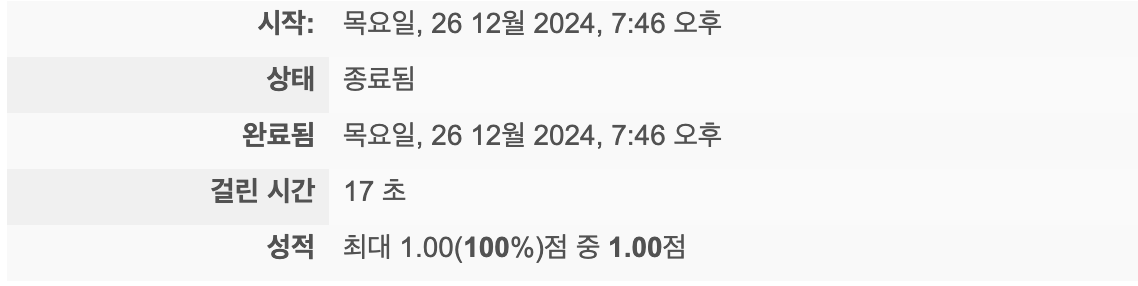 시작: 목요일, 26 12월 2024, 7:46 오후
상태 종료됨
완료됨 목요일, 26 12월 2024, 7:46 오후
걸린 시간 17 초
성적 최대 1.00(100%)점 중 1.00점